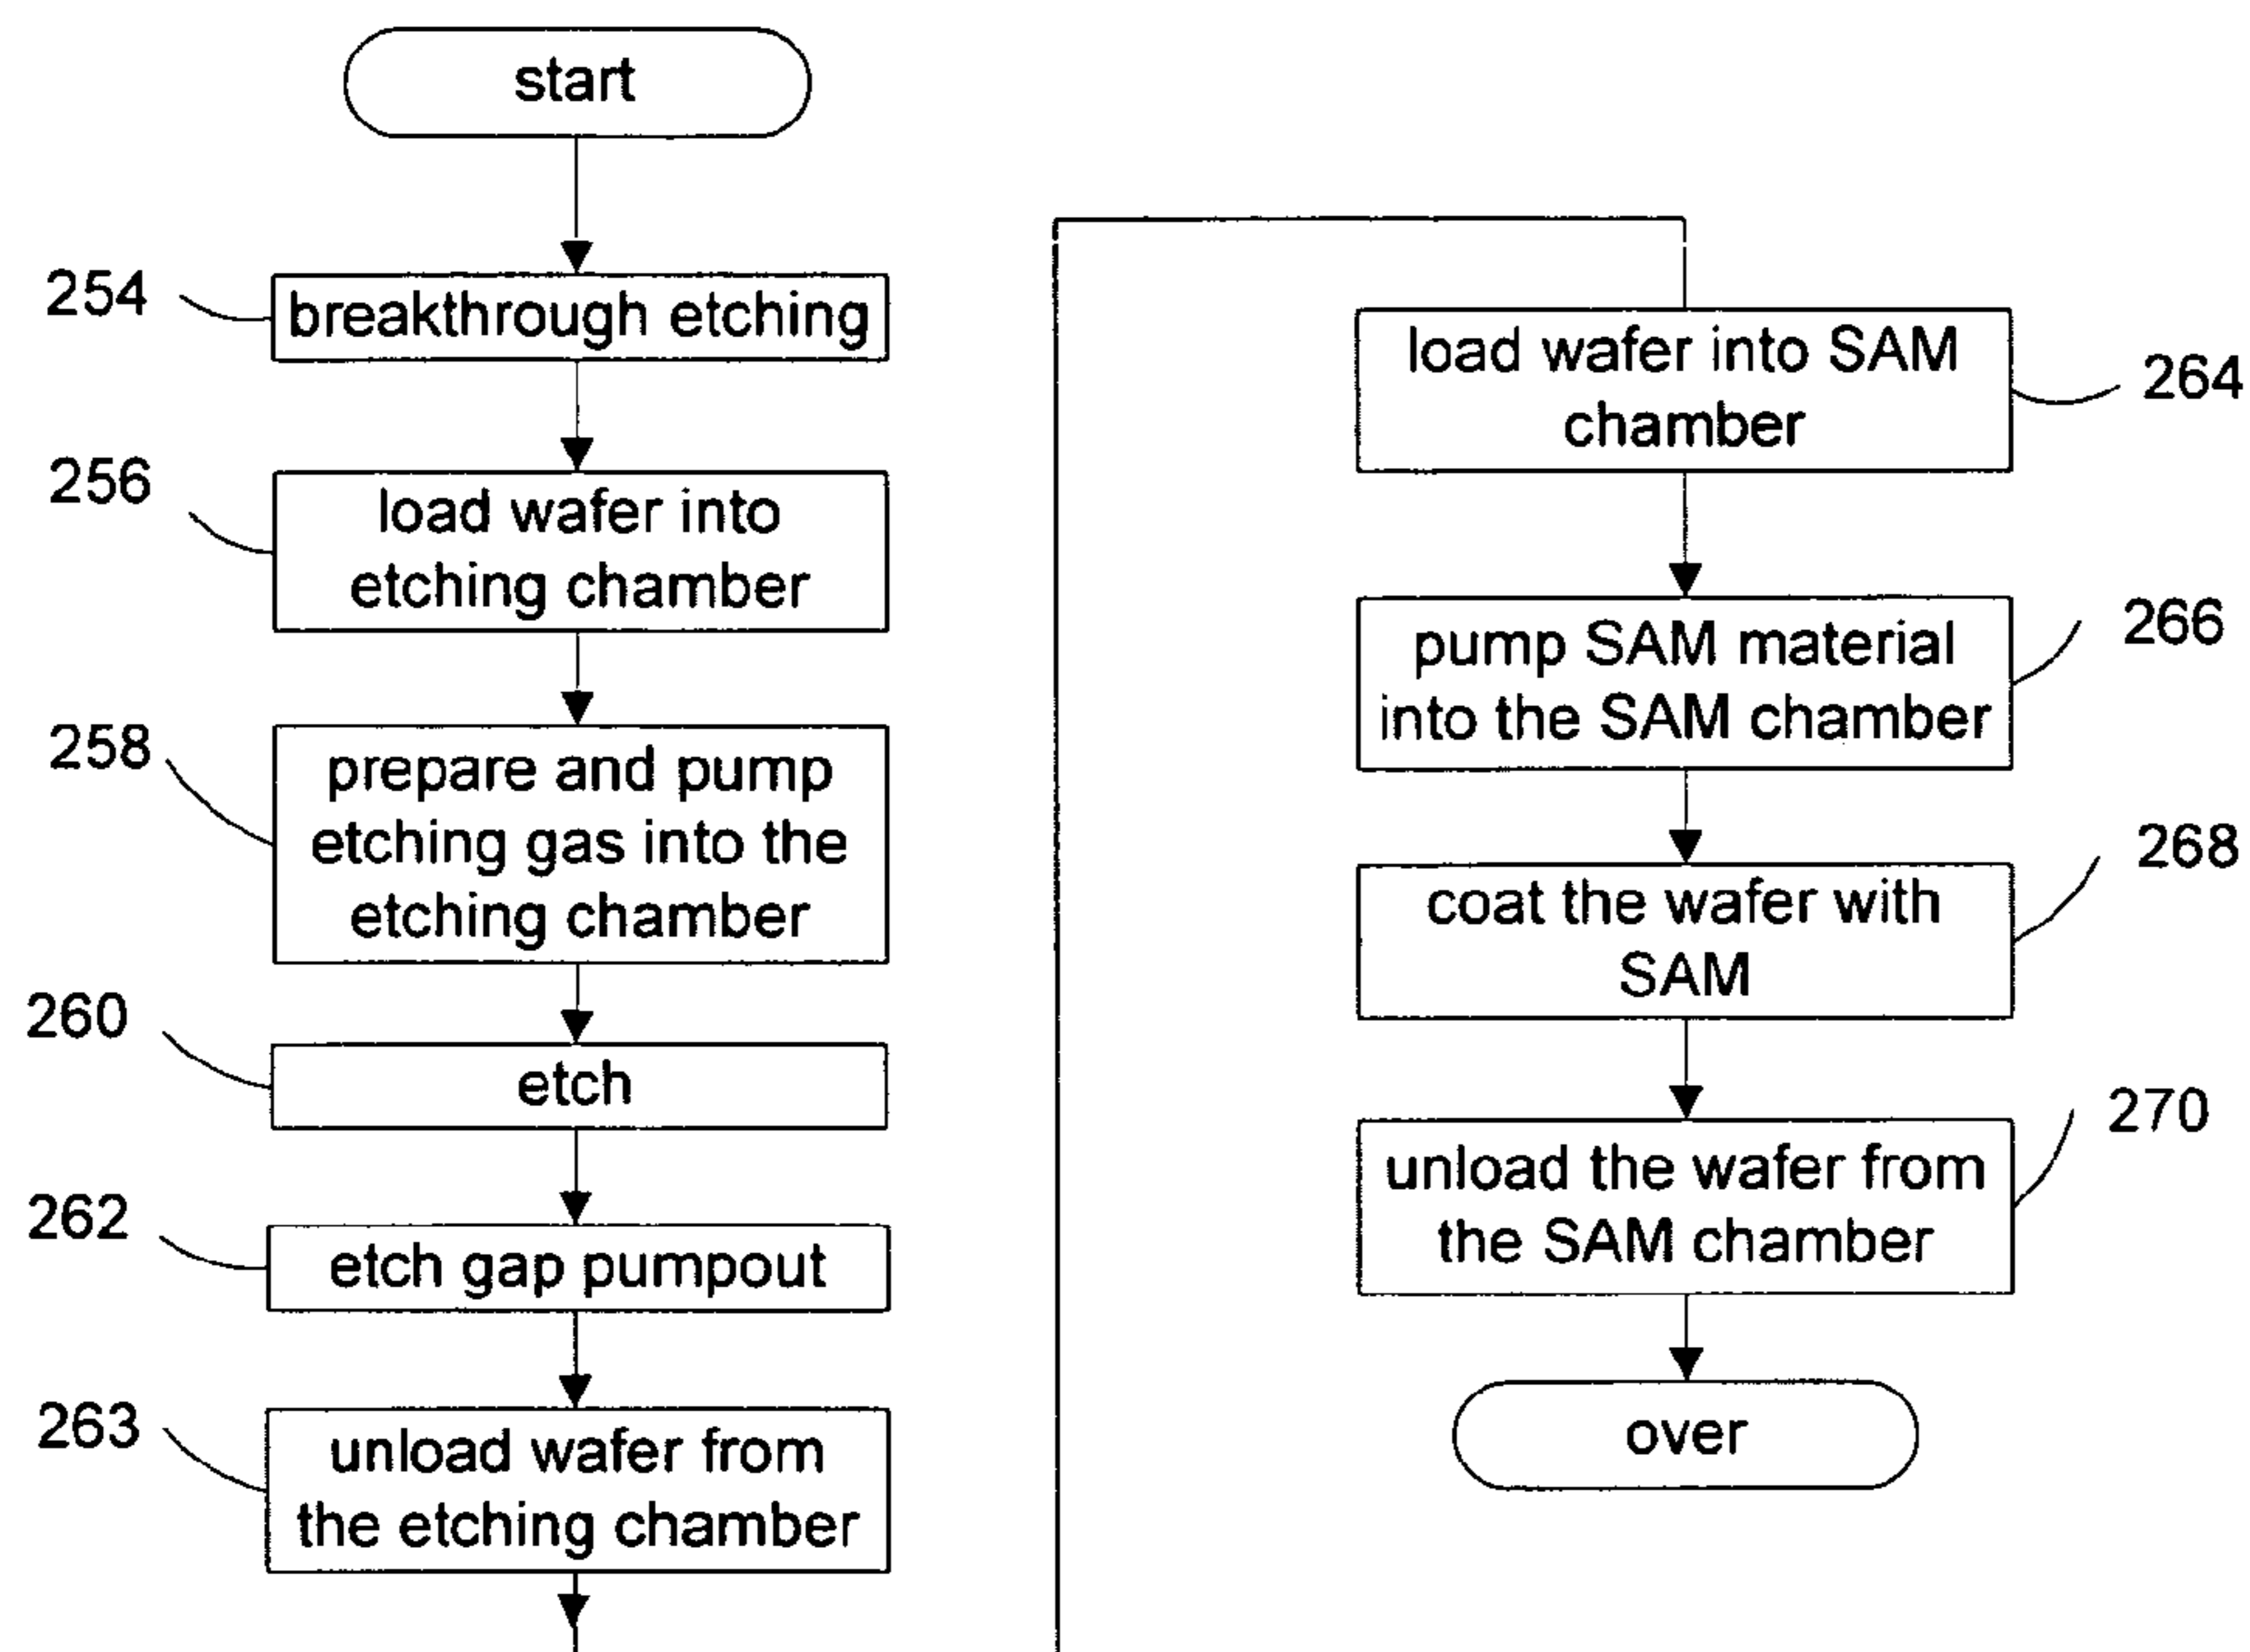 start
254
breakthrough etching
256
load wafer into
etching chamber
258
prepare and pump
etching gas into the
etching chamber
260
etch
262
etch gap pumpout
263
unload wafer from
the etching chamber
load wafer into SAM
chamber
264
pump SAM material
into the SAM chamber
266
coat the wafer with
SAM
268
unload the wafer from
the SAM chamber
270
over